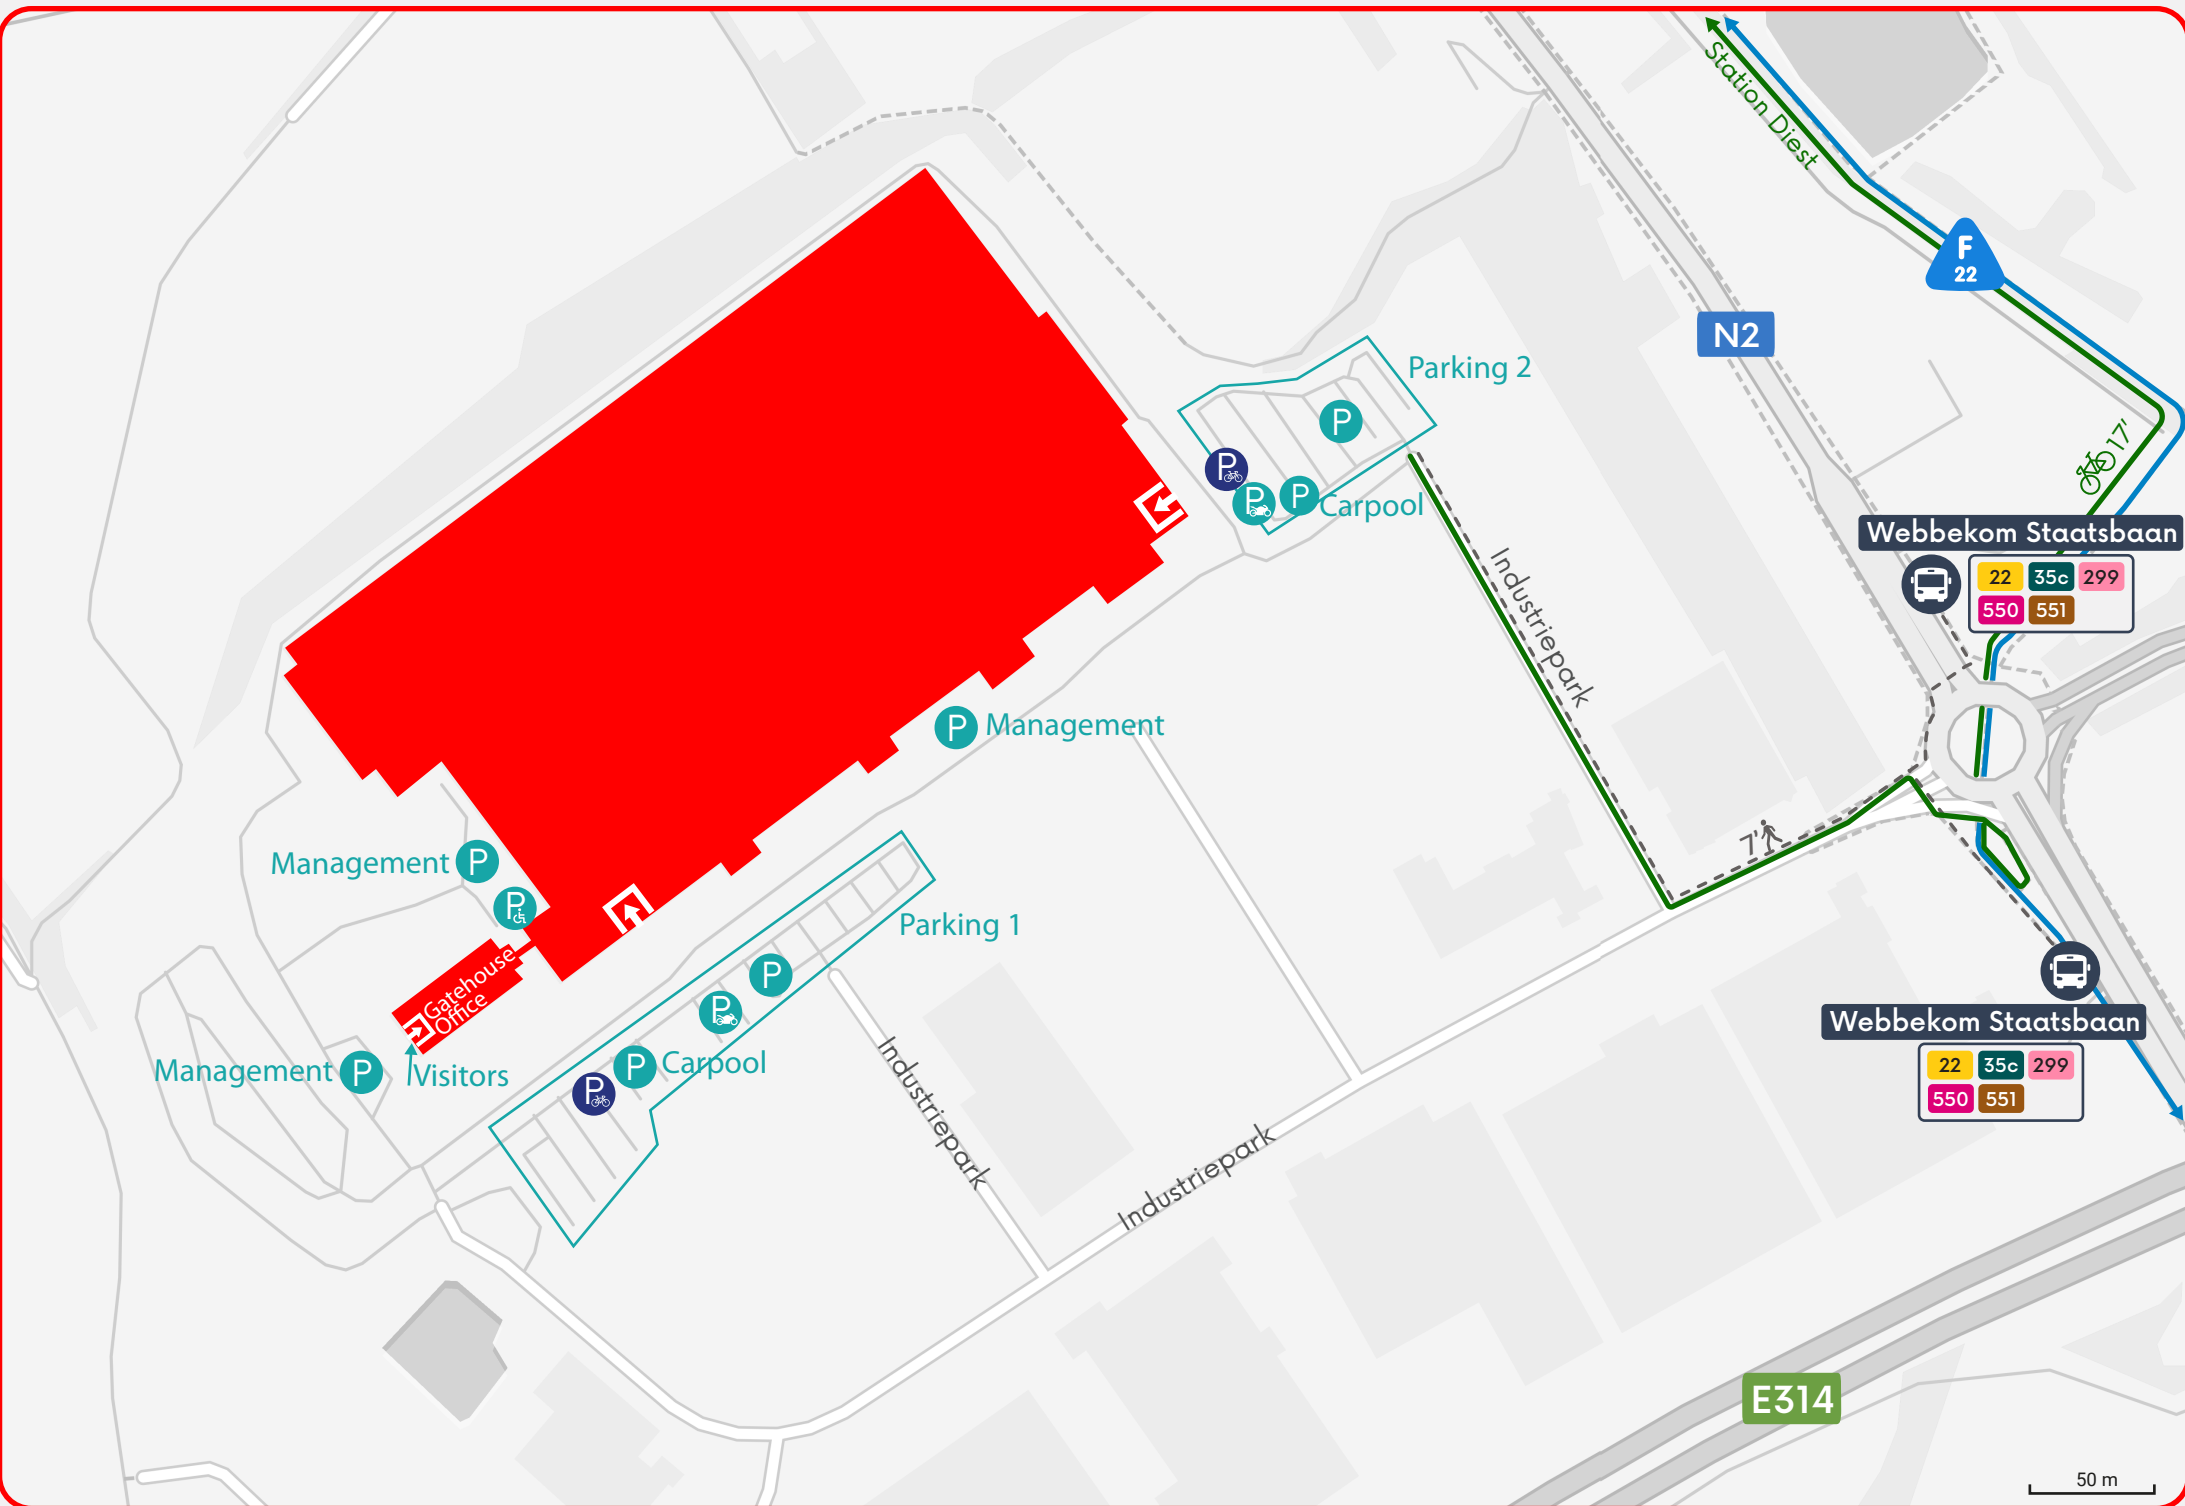 Station Diest
F
22
N2
Parking 2
P
P
P
P
Carpool
17'
Webbekom Staatsbaan
22 35c 299
550 551
Industriepark
P Management
Management P
P
7'
Parking 1
Gatehouse
Office
P
P
Webbekom Staatsbaan
22 35c 299
550 551
Management P
Visitors
P Carpool
P
Industriepark
Industriepark
E314
50 m